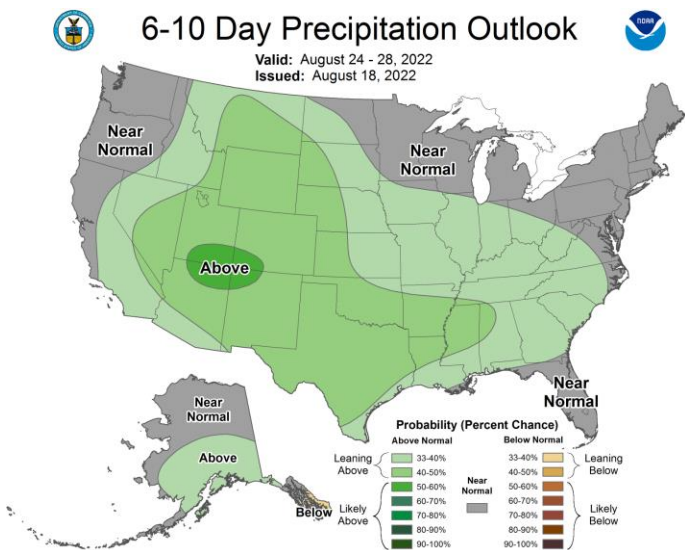 6-10 Day Precipitation Outlook
NOAA
Valid: August 24 - 28, 2022
Issued: August 18, 2022
Near
Normal
Near
Normal
Above
Near
Normal
Near
Normal
Above
Below
Probability (Percent Chance)
Above Normal
Below Normal
Leaning
Above
33-40%
40-50%
Likely
Above
50-60%
60-70%
70-80%
80-90%
90-100%
Near
Normal
33-40%
40-50%
Leaning
Below
50-60%
60-70%
70-80%
80-90%
90-100%
Likely
Below